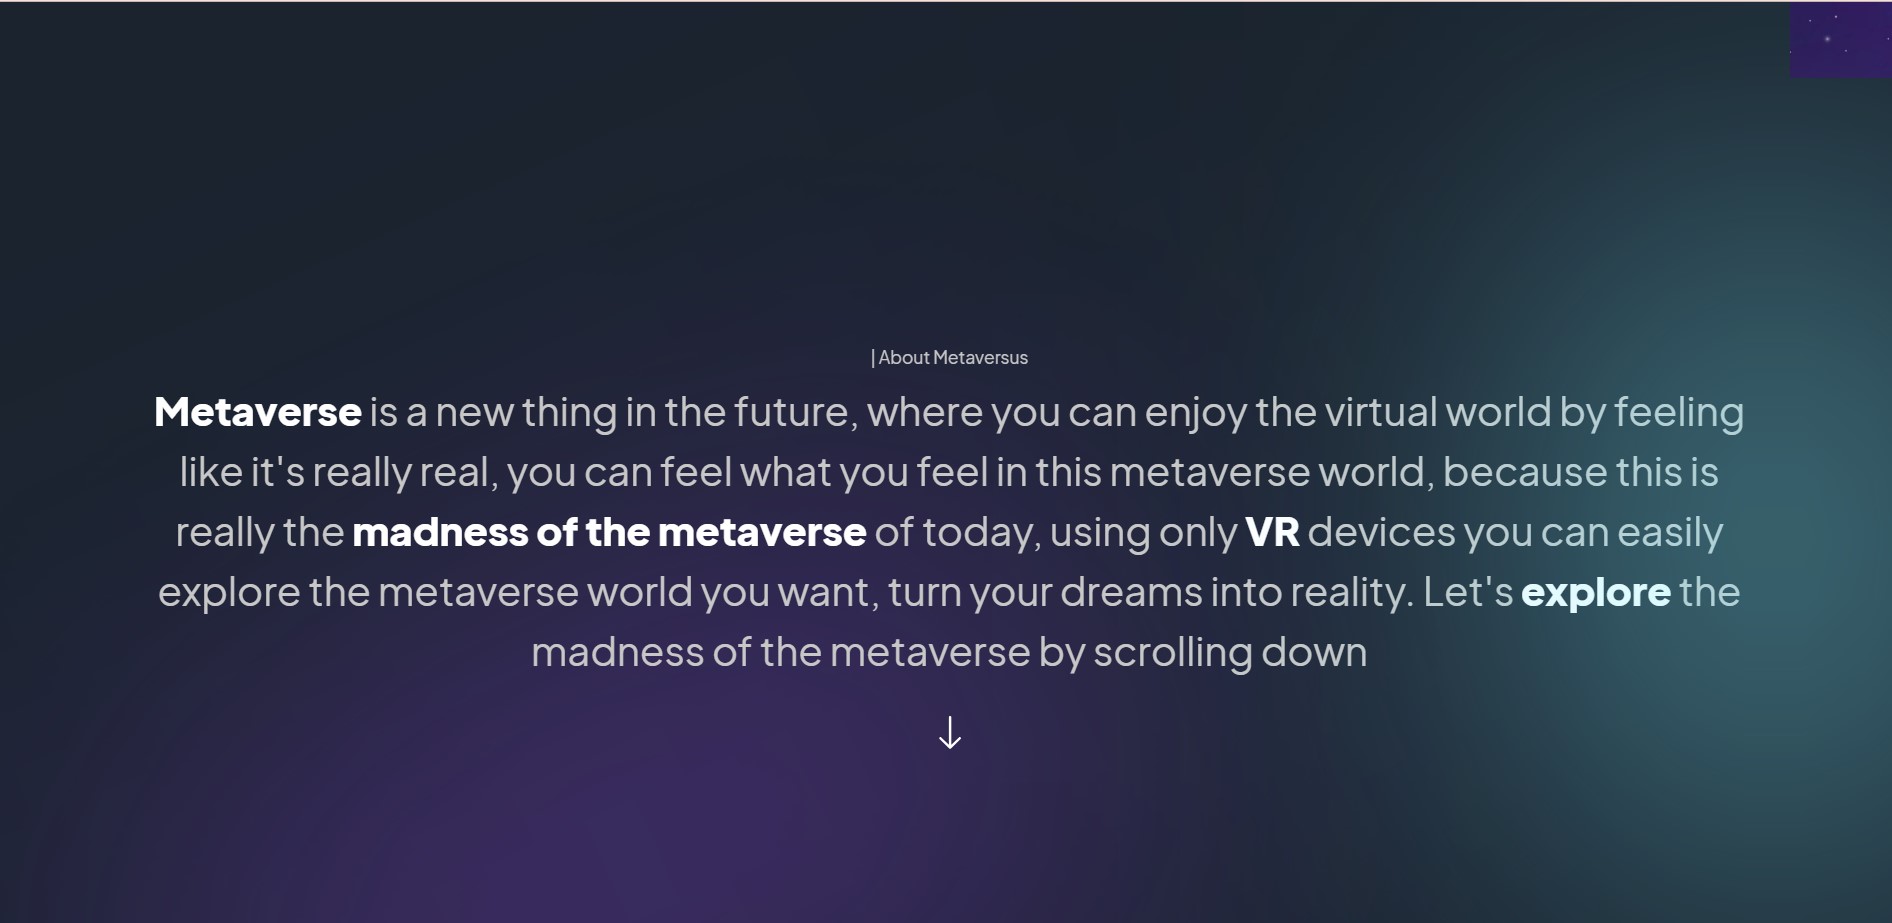 | About Metaversus
Metaverse is a new thing in the future, where you can enjoy the virtual world by feeling
like it's really real, you can feel what you feel in this metaverse world, because this is
really the madness of the metaverse of today, using only VR devices you can easily
explore the metaverse world you want, turn your dreams into reality. Let's explore the
madness of the metaverse by scrolling down